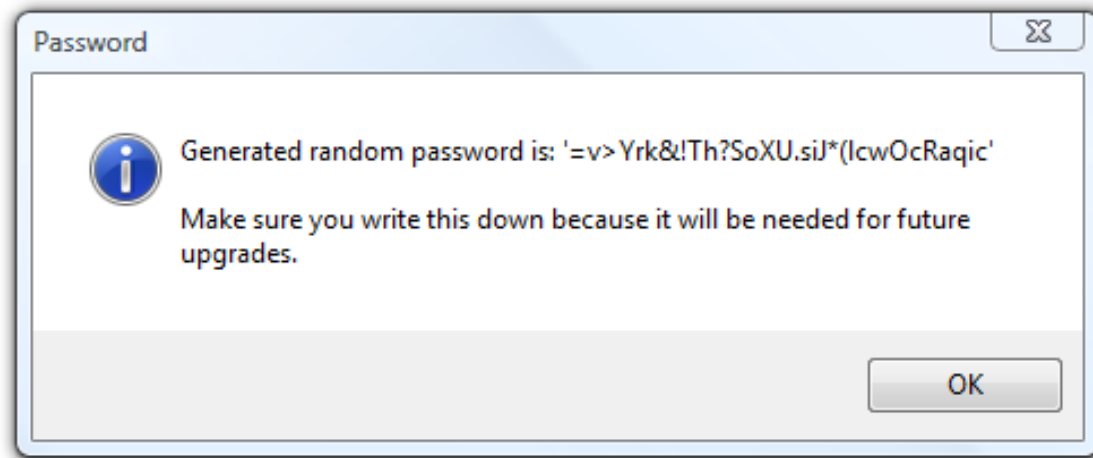 Password
Generated random password is: '=v>Yrk&!Th?SoXU.siJ*(IcwOcRaqic'
Make sure you write this down because it will be needed for future
upgrades.
OK